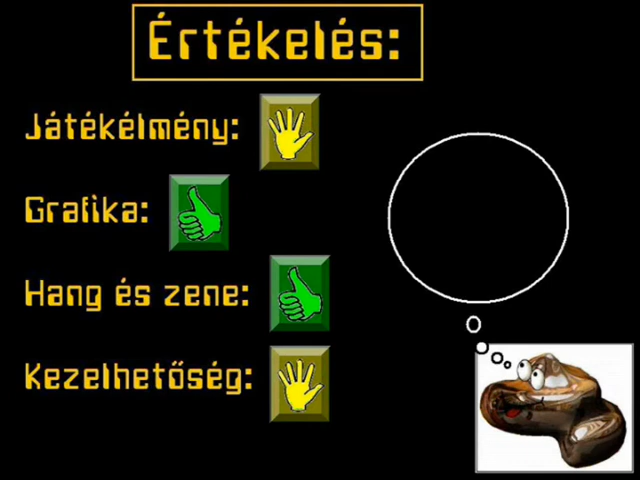 Értékelés:
Játékélmény:
Grafika:
Hang és zene:
Kezelhetőség: